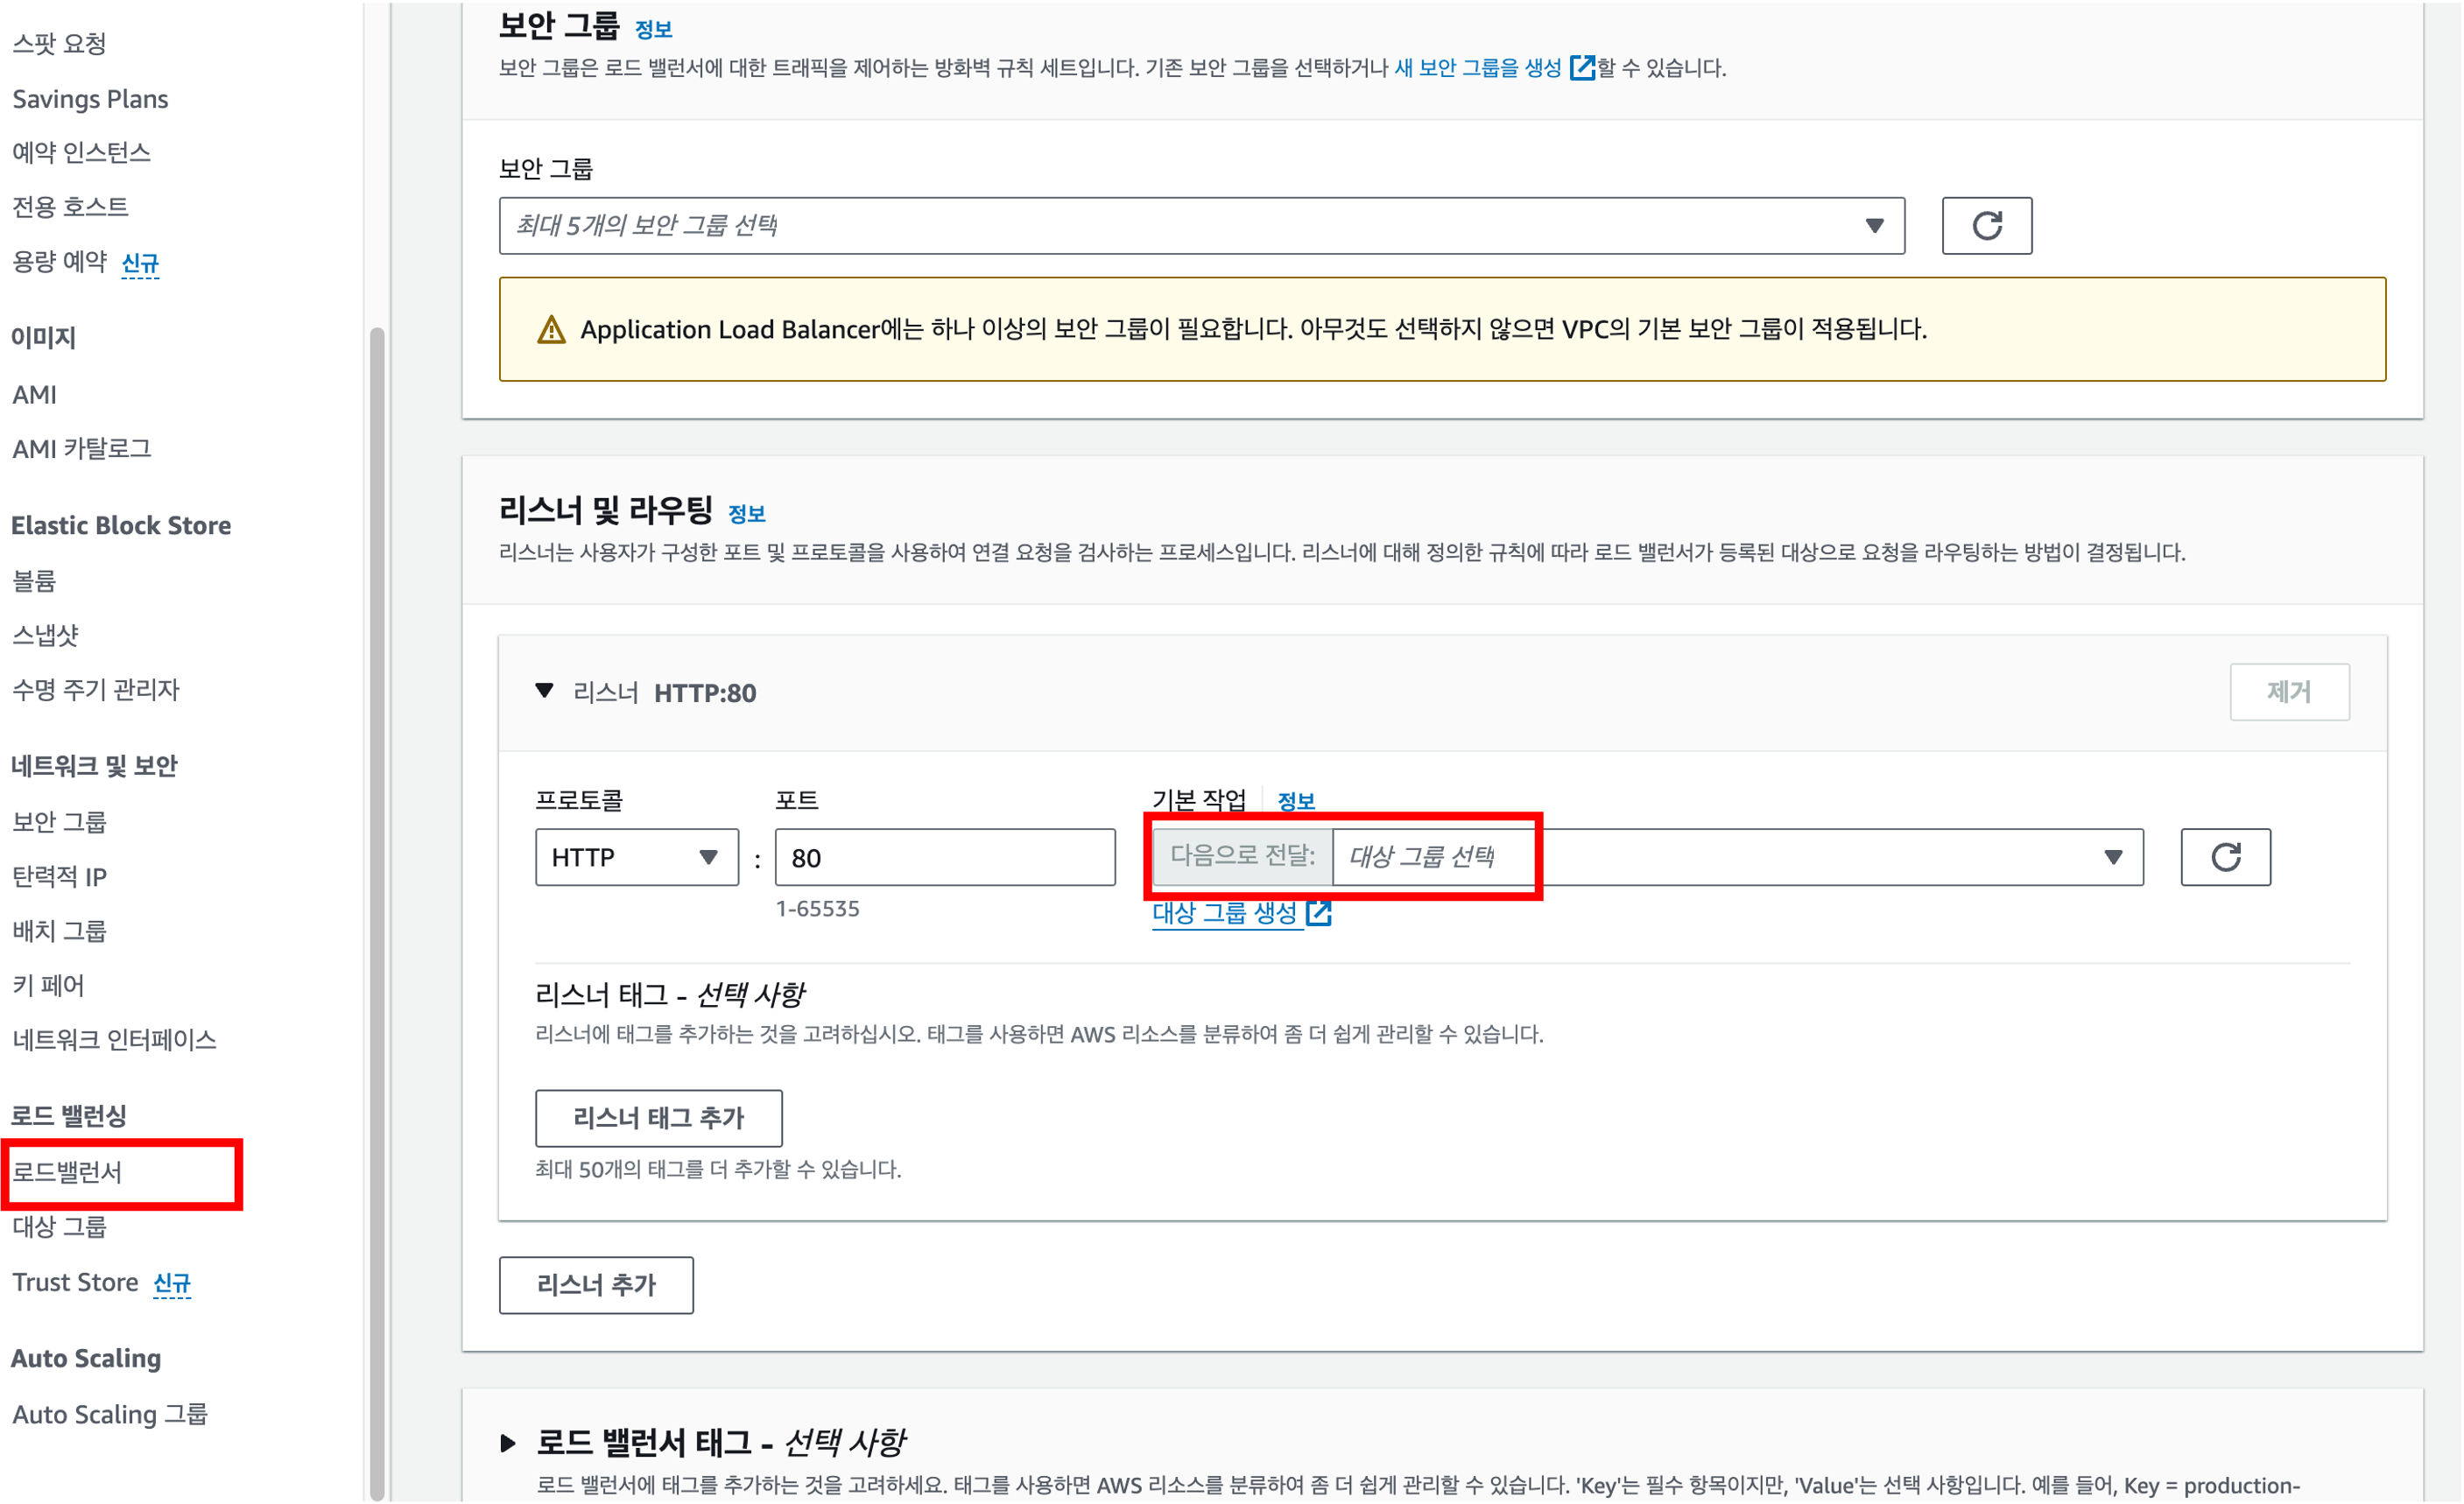 스팟 요청
Savings Plans
예약 인스턴스
전용 호스트
용량 예약 신규
이미지
AMI
AMI 카탈로그
Elastic Block Store
볼륨
스냅샷
수명 주기 관리자
네트워크 및 보안
보안 그룹
탄력적 IP
배치 그룹
키 페어
네트워크 인터페이스
로드 밸런싱
로드밸런서
대상 그룹
Trust Store 신규
Auto Scaling
Auto Scaling 그룹
보안 그룹 정보
보안 그룹은 로드 밸런서에 대한 트래픽을 제어하는 방화벽 규칙 세트입니다. 기존 보안 그룹을 선택하거나 새 보안 그룹을 생성 할 수 있습니다.
보안 그룹
최대 5개의 보안 그룹 선택
Application Load Balancer에는 하나 이상의 보안 그룹이 필요합니다. 아무것도 선택하지 않으면 VPC의 기본 보안 그룹이 적용됩니다.
리스너 및 라우팅 정보
리스너는 사용자가 구성한 포트 및 프로토콜을 사용하여 연결 요청을 검사하는 프로세스입니다. 리스너에 대해 정의한 규칙에 따라 로드 밸런서가 등록된 대상으로 요청을 라우팅하는 방법이 결정됩니다.
리스너 HTTP:80
제거
프로토콜 포트 기본 작업 정보
HTTP : 80 다음으로 전달: 대상 그룹 선택
1-65535
대상 그룹 생성
리스너 태그 - 선택 사항
리스너에 태그를 추가하는 것을 고려하십시오. 태그를 사용하면 AWS 리소스를 분류하여 좀 더 쉽게 관리할 수 있습니다.
리스너 태그 추가
최대 50개의 태그를 더 추가할 수 있습니다.
리스너 추가
로드 밸런서 태그 - 선택 사항
로드 밸런서에 태그를 추가하는 것을 고려하세요. 태그를 사용하면 AWS 리소스를 분류하여 좀 더 쉽게 관리할 수 있습니다. 'Key'는 필수 항목이지만, 'Value'는 선택 사항입니다. 예를 들어, Key = production-